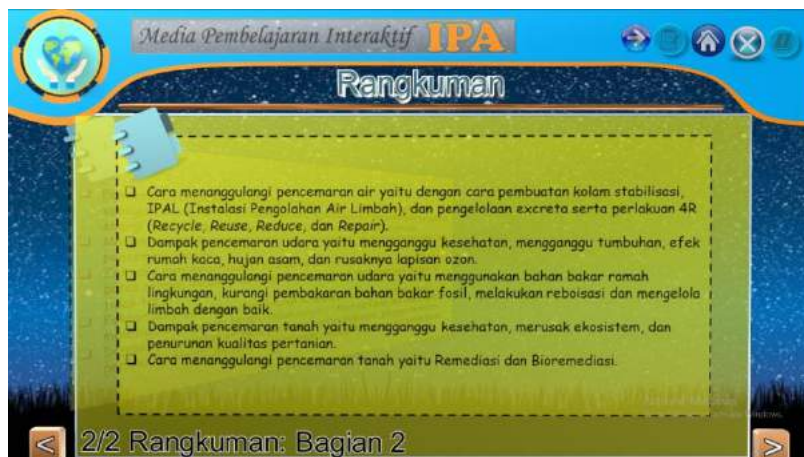 Media Pembelajaran Interaktif IPA
Rangkuman
Cara menanggulangi pencemaran air yaitu dengan cara pembuatan kolam stabilisasi,
IPAL (Instalasi Pengolahan Air Limbah), dan pengelolaan excreta serta perlakuan 4R
(Recycle, Reuse, Reduce, dan Repair).
Dampak pencemaran udara yaitu mengganggu kesehatan, mengganggu tumbuhan, efek
rumah kaca, hujan asam, dan rusaknya lapisan ozon.
Cara menanggulangi pencemaran udara yaitu menggunakan bahan bakar ramah
lingkungan, kurangi pembakaran bahan bakar fosil, melakukan reboisasi dan mengelola
limbah dengan baik.
Dampak pencemaran tanah yaitu mengganggu kesehatan, merusak ekosistem, dan
penurunan kualitas pertanian.
Cara menanggulangi pencemaran tanah yaitu Remediasi dan Bioremediasi.
< 2/2 Rangkuman: Bagian 2 >